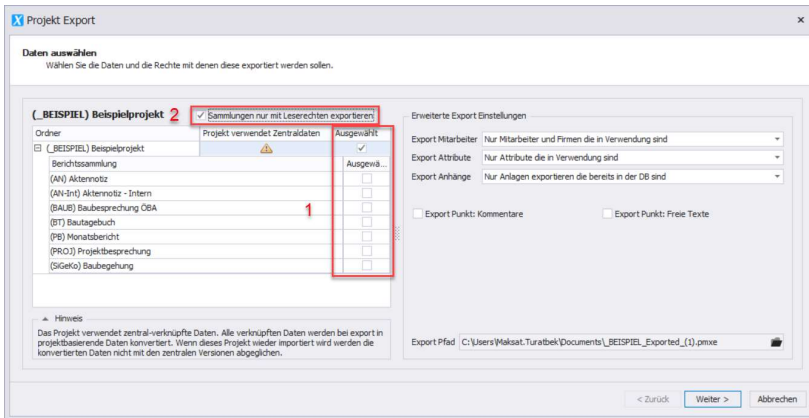 Projekt Export
Daten auswählen
Wählen Sie die Daten und die Rechte mit denen diese exportiert werden sollen.
(_BEISPIEL) Beispielprojekt 2 Sammlungen nur mit Leserechten exportieren
Ordner Projekt verwendet Zentraldaten Ausgewählt
(_BEISPIEL) Beispielprojekt
Berichtssammlung Ausgewä...
(AN) Aktennotiz
(AN-Int) Aktennotiz - Intern
(BAUB) Baubesprechung ÖBA
1
(BT) Bautagebuch
(PB) Monatsbericht
(PROJ) Projektbesprechung
(SiGeKo) Baubegehung
Hinweis
Das Projekt verwendet zentral-verknüpfte Daten. Alle verknüpften Daten werden bei export in
projektbasierende Daten konvertiert. Wenn dieses Projekt wieder importiert wird werden die
konvertierten Daten nicht mit den zentralen Versionen abgeglichen.
Erweiterte Export Einstellungen
Export Mitarbeiter Nur Mitarbeiter und Firmen die in Verwendung sind
Export Attribute Nur Attribute die in Verwendung sind
Export Anhänge Nur Anlagen exportieren die bereits in der DB sind
Export Punkt: Kommentare Export Punkt: Freie Texte
Export Pfad C:\Users\Maksat.Turatbek\Documents\_BEISPIEL_Exported_(1).pmxe
< Zurück Weiter > Abbrechen